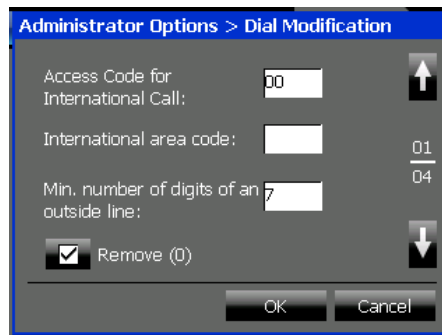 Administrator Options > Dial Modification
Access Code for
International Call:
00
International area code:
Min. number of digits of an
outside line:
7
Remove (0)
01
04
OK
Cancel